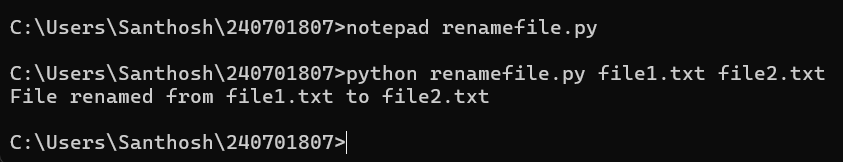 C:\Users\Santhosh\240701807>notepad renamefile.py
C:\Users\Santhosh\240701807>python renamefile.py file1.txt file2.txt
File renamed from file1.txt to file2.txt
C:\Users\Santhosh\240701807>